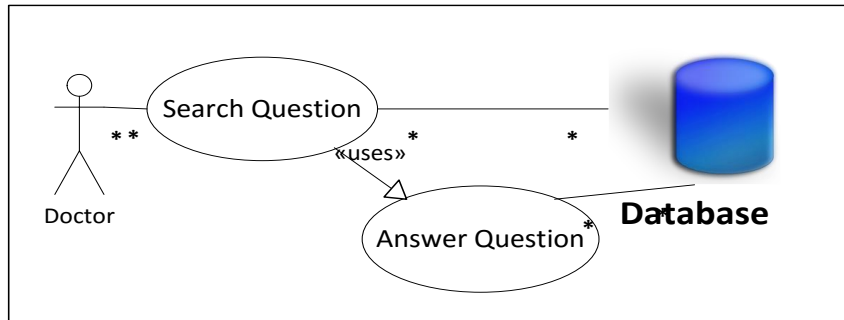 Search Question
* *
*
*
«uses»
Doctor
Database
*
*
Answer Question